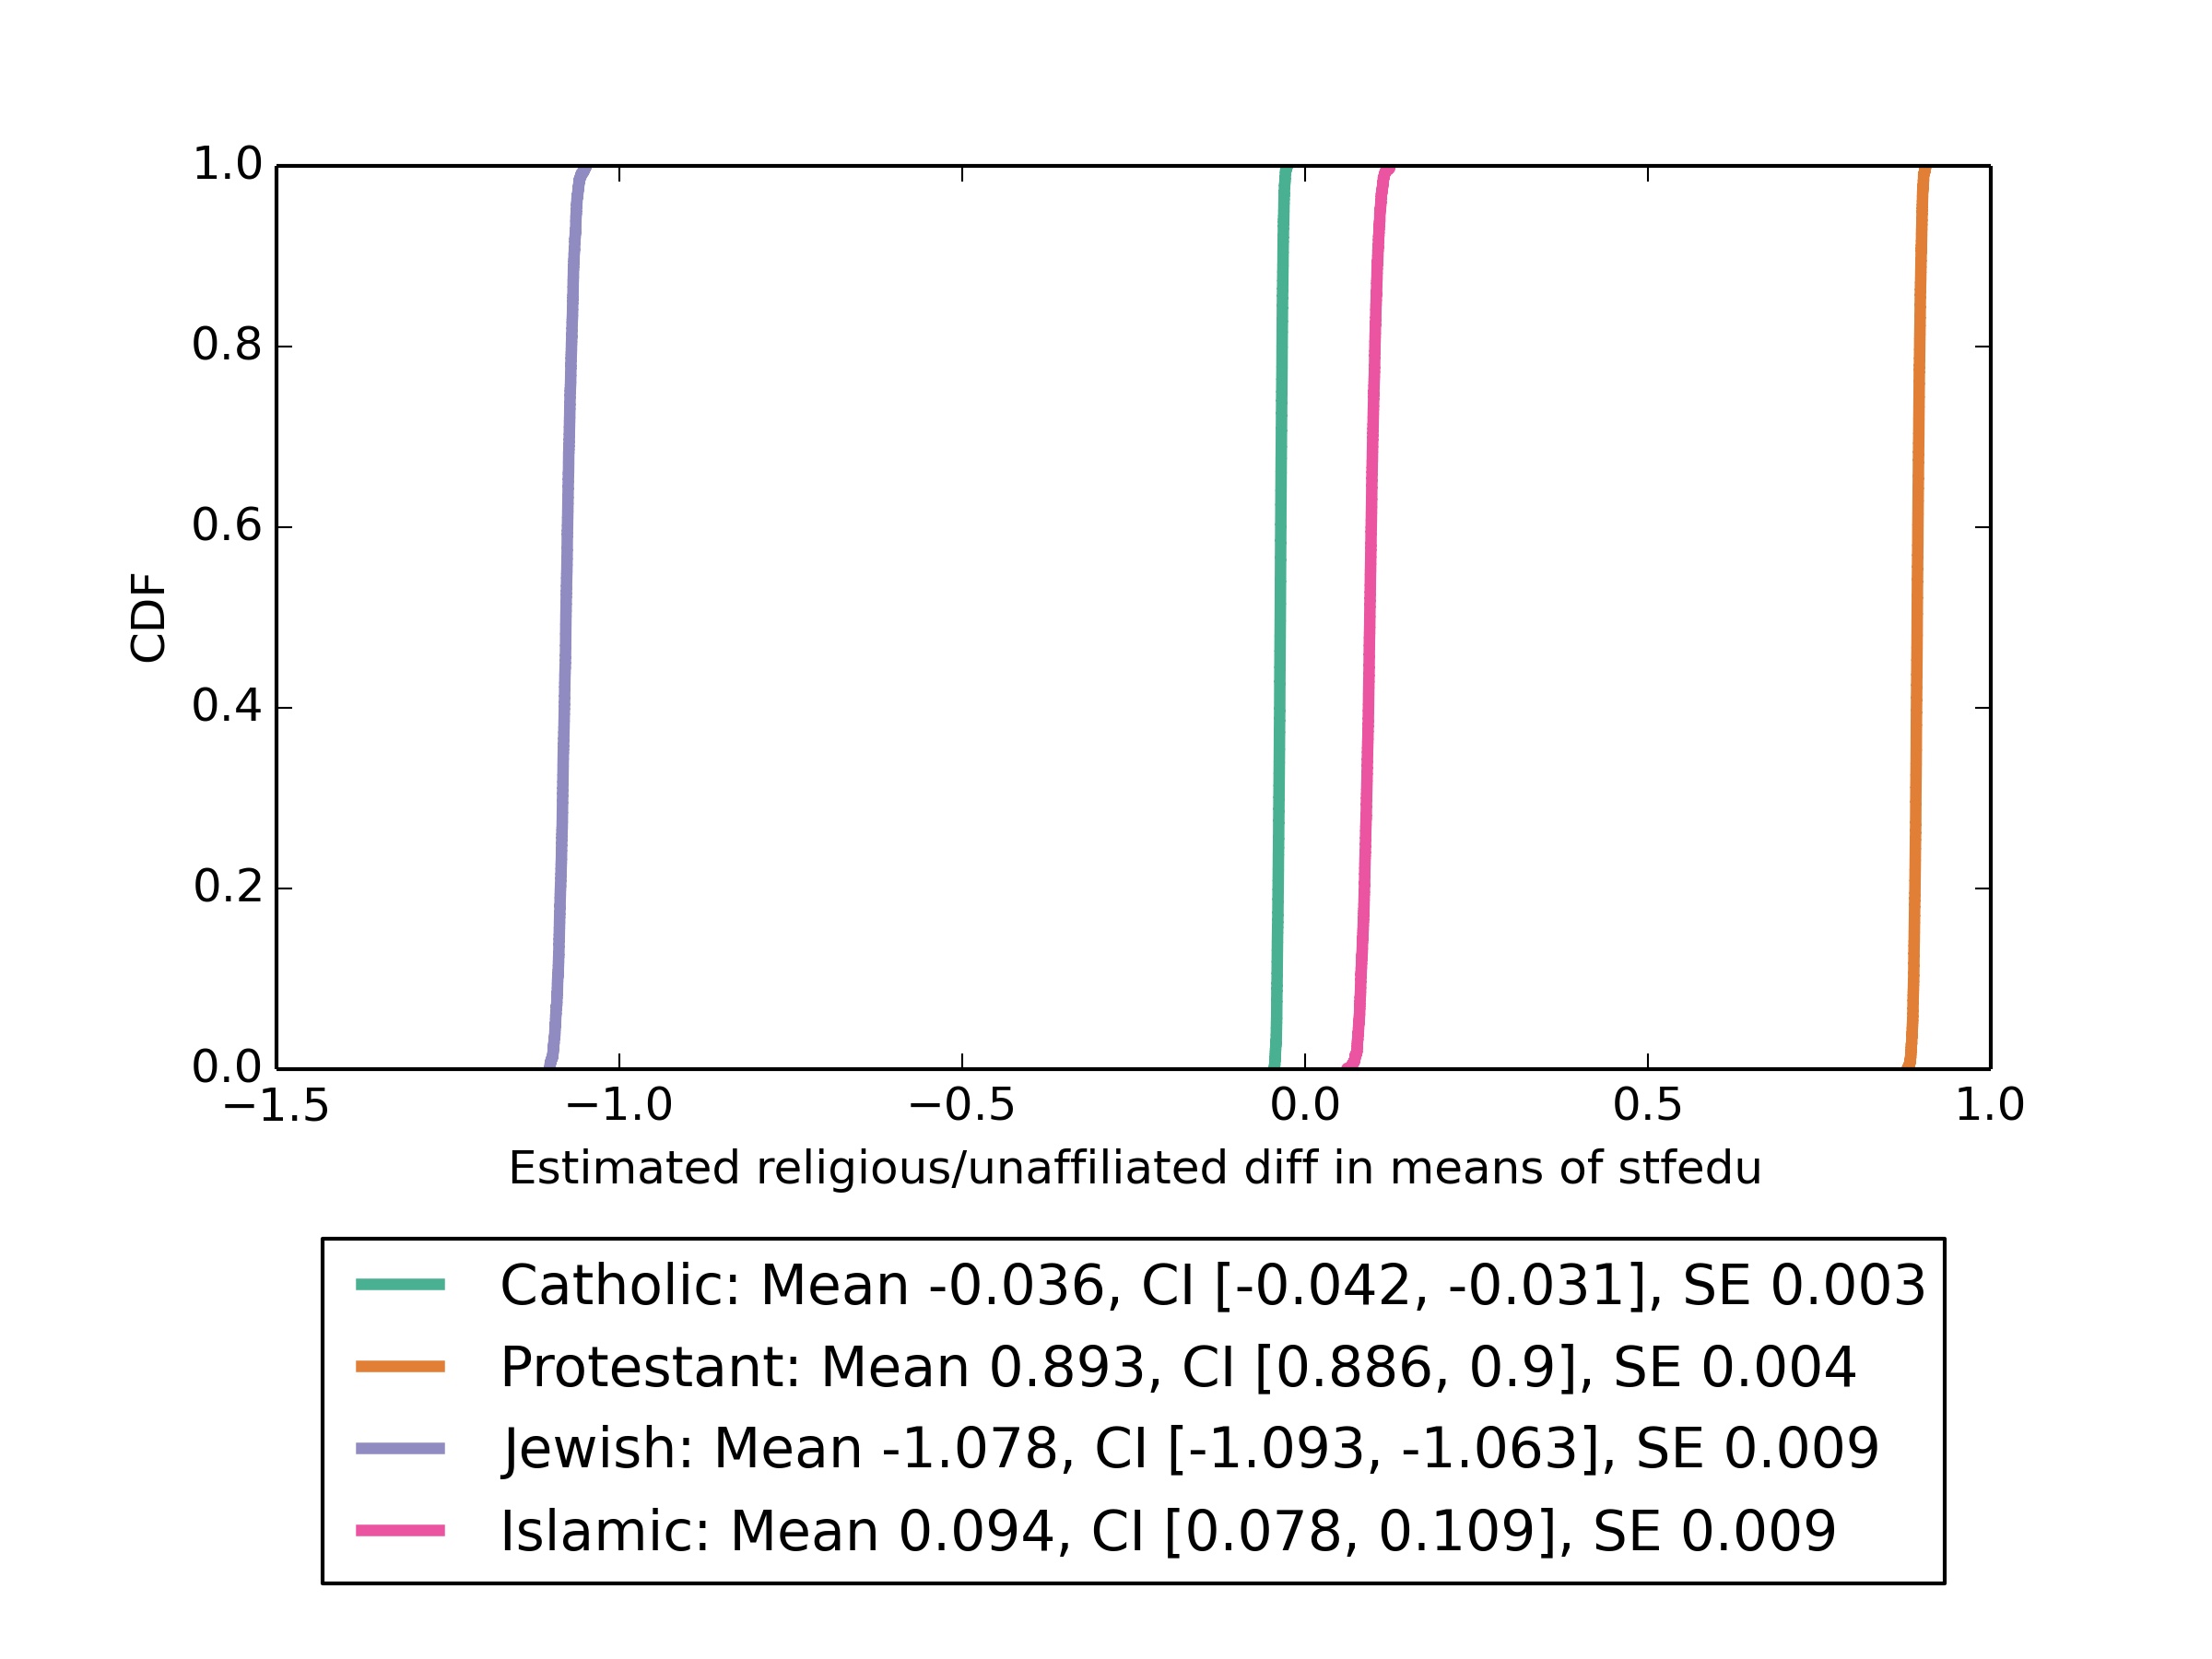 1.0
0.8
0.6
0.4
0.2
0.0
CDF
−1.5 −1.0 −0.5 0.0 0.5 1.0
Estimated religious/unaffiliated diff in means of stfedu
Catholic: Mean -0.036, CI [-0.042, -0.031], SE 0.003
Protestant: Mean 0.893, CI [0.886, 0.9], SE 0.004
Jewish: Mean -1.078, CI [-1.093, -1.063], SE 0.009
Islamic: Mean 0.094, CI [0.078, 0.109], SE 0.009